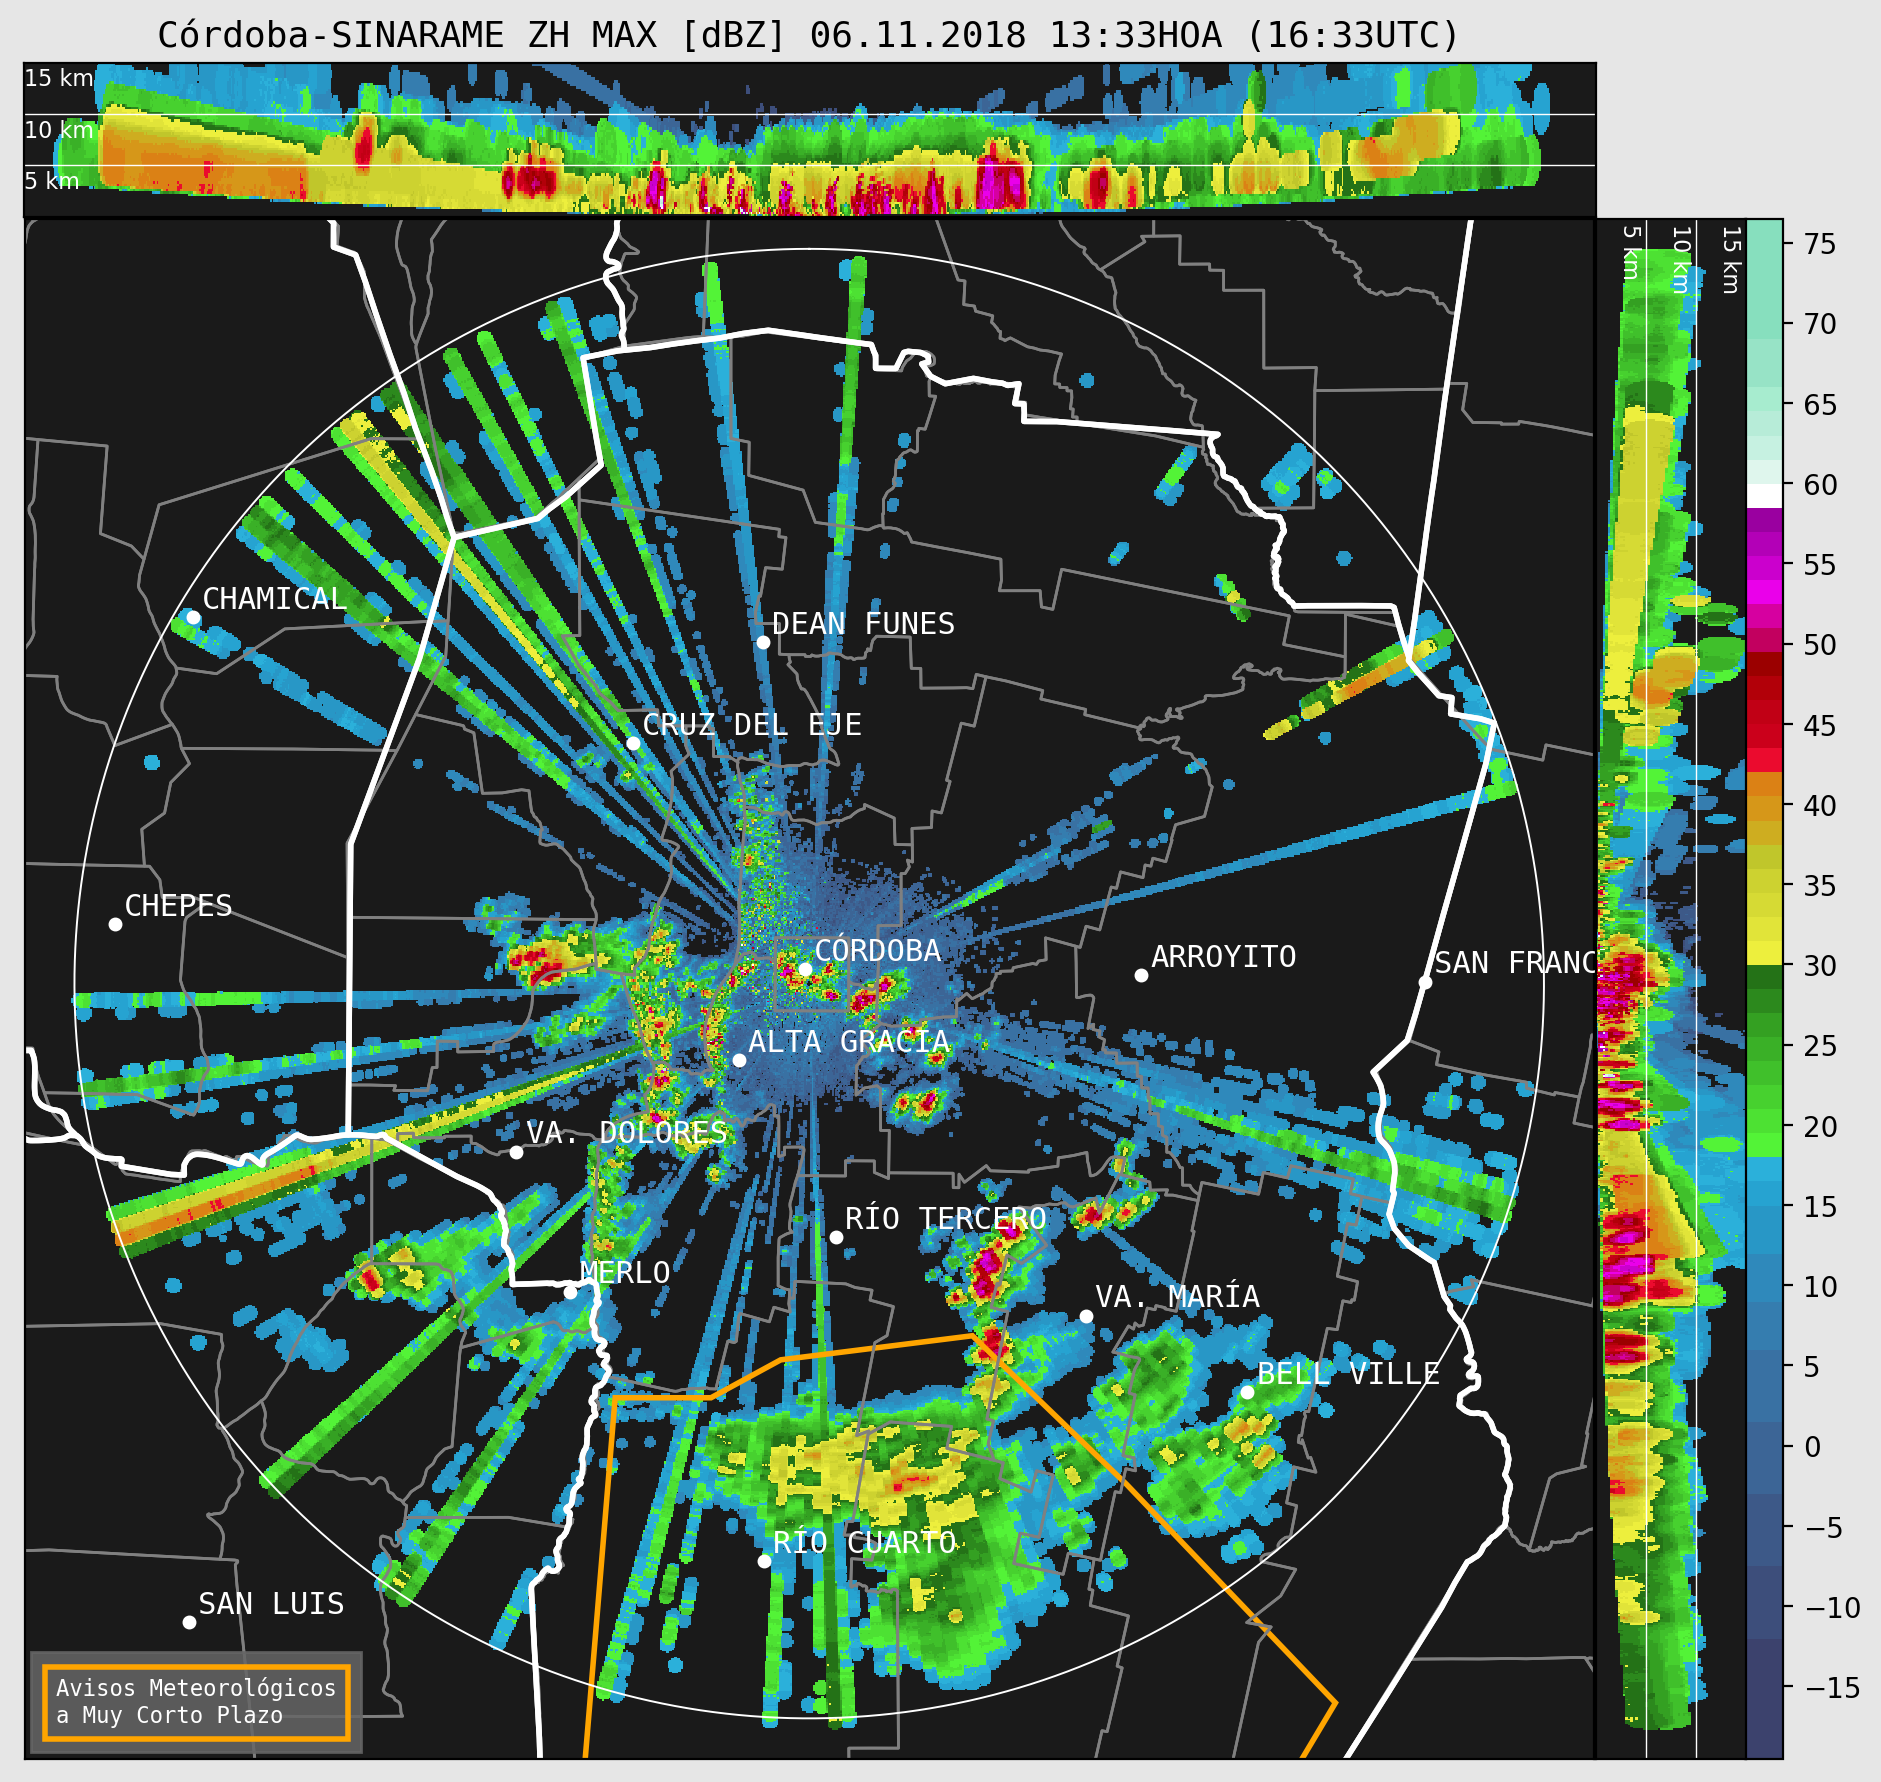 Córdoba-SINARAME ZH MAX [dBZ] 06.11.2018 13:33HOA (16:33UTC)
15 km
10 km
5 km
5 km
10 km
15 km
75
70
65
60
55
50
45
40
35
30
25
20
15
10
5
0
−5
−10
−15
CHAMICAL
DEAN FUNES
CRUZ DEL EJE
CHEPES
CÓRDOBA
ARROYITO
SAN FRANC
ALTA GRACIA
VA. DOLORES
RÍO TERCERO
MERLO
VA. MARÍA
BELL VILLE
RÍO CUARTO
SAN LUIS
Avisos Meteorológicos
a Muy Corto Plazo